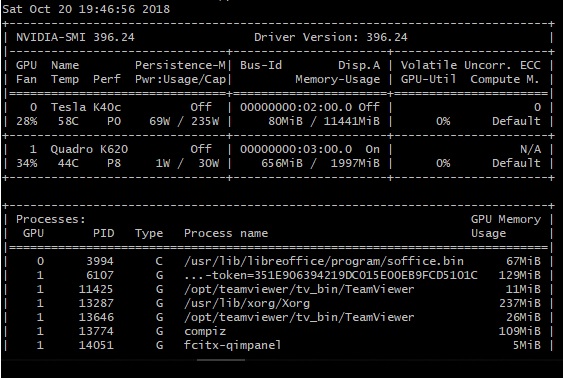 Sat Oct 20 19:46:56 2018
NVIDIA-SMI 396.24 Driver Version: 396.24
GPU Name Persistence-M| Bus-Id Disp.A | Volatile Uncorr. ECC
Fan Temp Perf Pwr:Usage/Cap| Memory-Usage | GPU-Util Compute M.
0 Tesla K40c Off | 00000000:02:00.0 Off | 0
28% 58C P0 69W / 235W | 80MiB / 11441MiB | 0% Default
1 Quadro K620 Off | 00000000:03:00.0 On | N/A
34% 44C P8 1W / 30W | 656MiB / 1997MiB | 0% Default
Processes: GPU Memory
GPU PID Type Process name Usage
0 3994 C /usr/lib/libreoffice/program/soffice.bin 67MiB
1 6107 G ...-token=351E906394219DC015E00EB9FCD5101C 129MiB
1 11425 G /opt/teamviewer/tv_bin/TeamViewer 11MiB
1 13287 G /usr/lib/xorg/Xorg 237MiB
1 13646 G /opt/teamviewer/tv_bin/TeamViewer 26MiB
1 13774 G compiz 109MiB
1 14051 G fcitx-qimpanel 5MiB